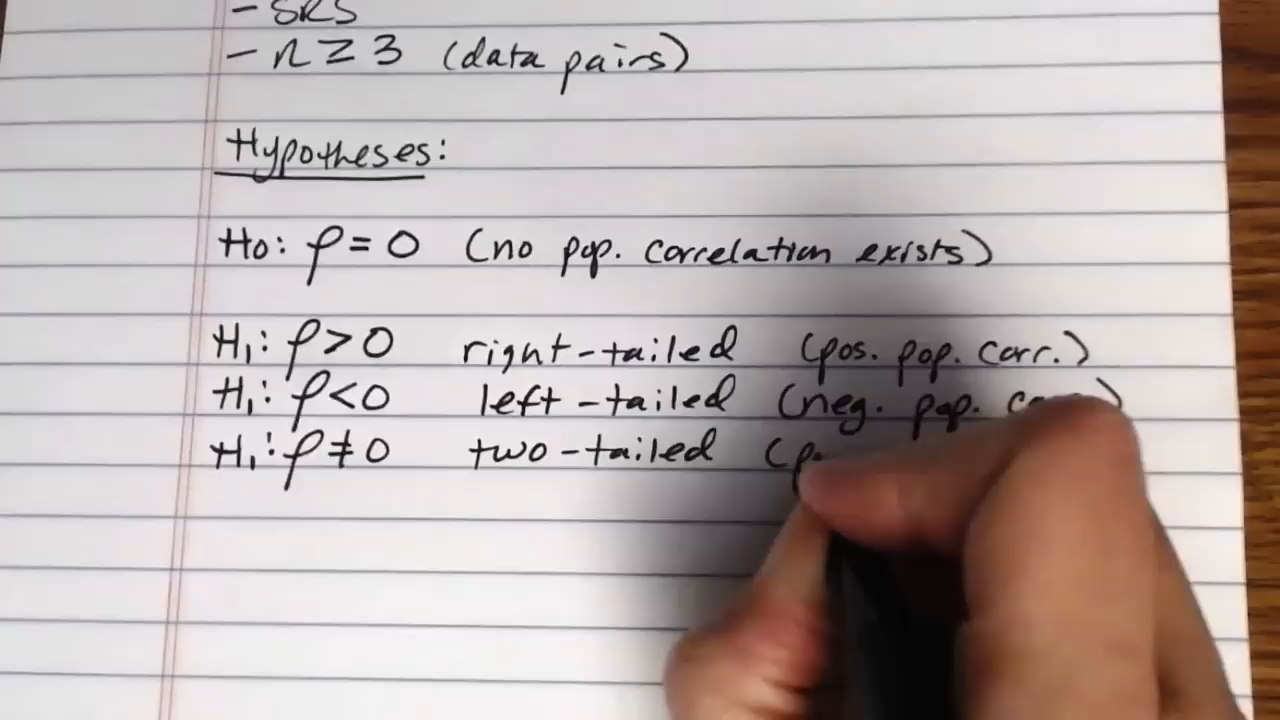 - SRS
- n ≥ 3 (data pairs)
Hypotheses:
Ho: ρ = 0 (no pop. correlation exists)
H₁: ρ > 0 right-tailed (pos. pop. corr.)
H₁: ρ < 0 left-tailed (neg. pop.
H₁: ρ ≠ 0 two-tailed (p